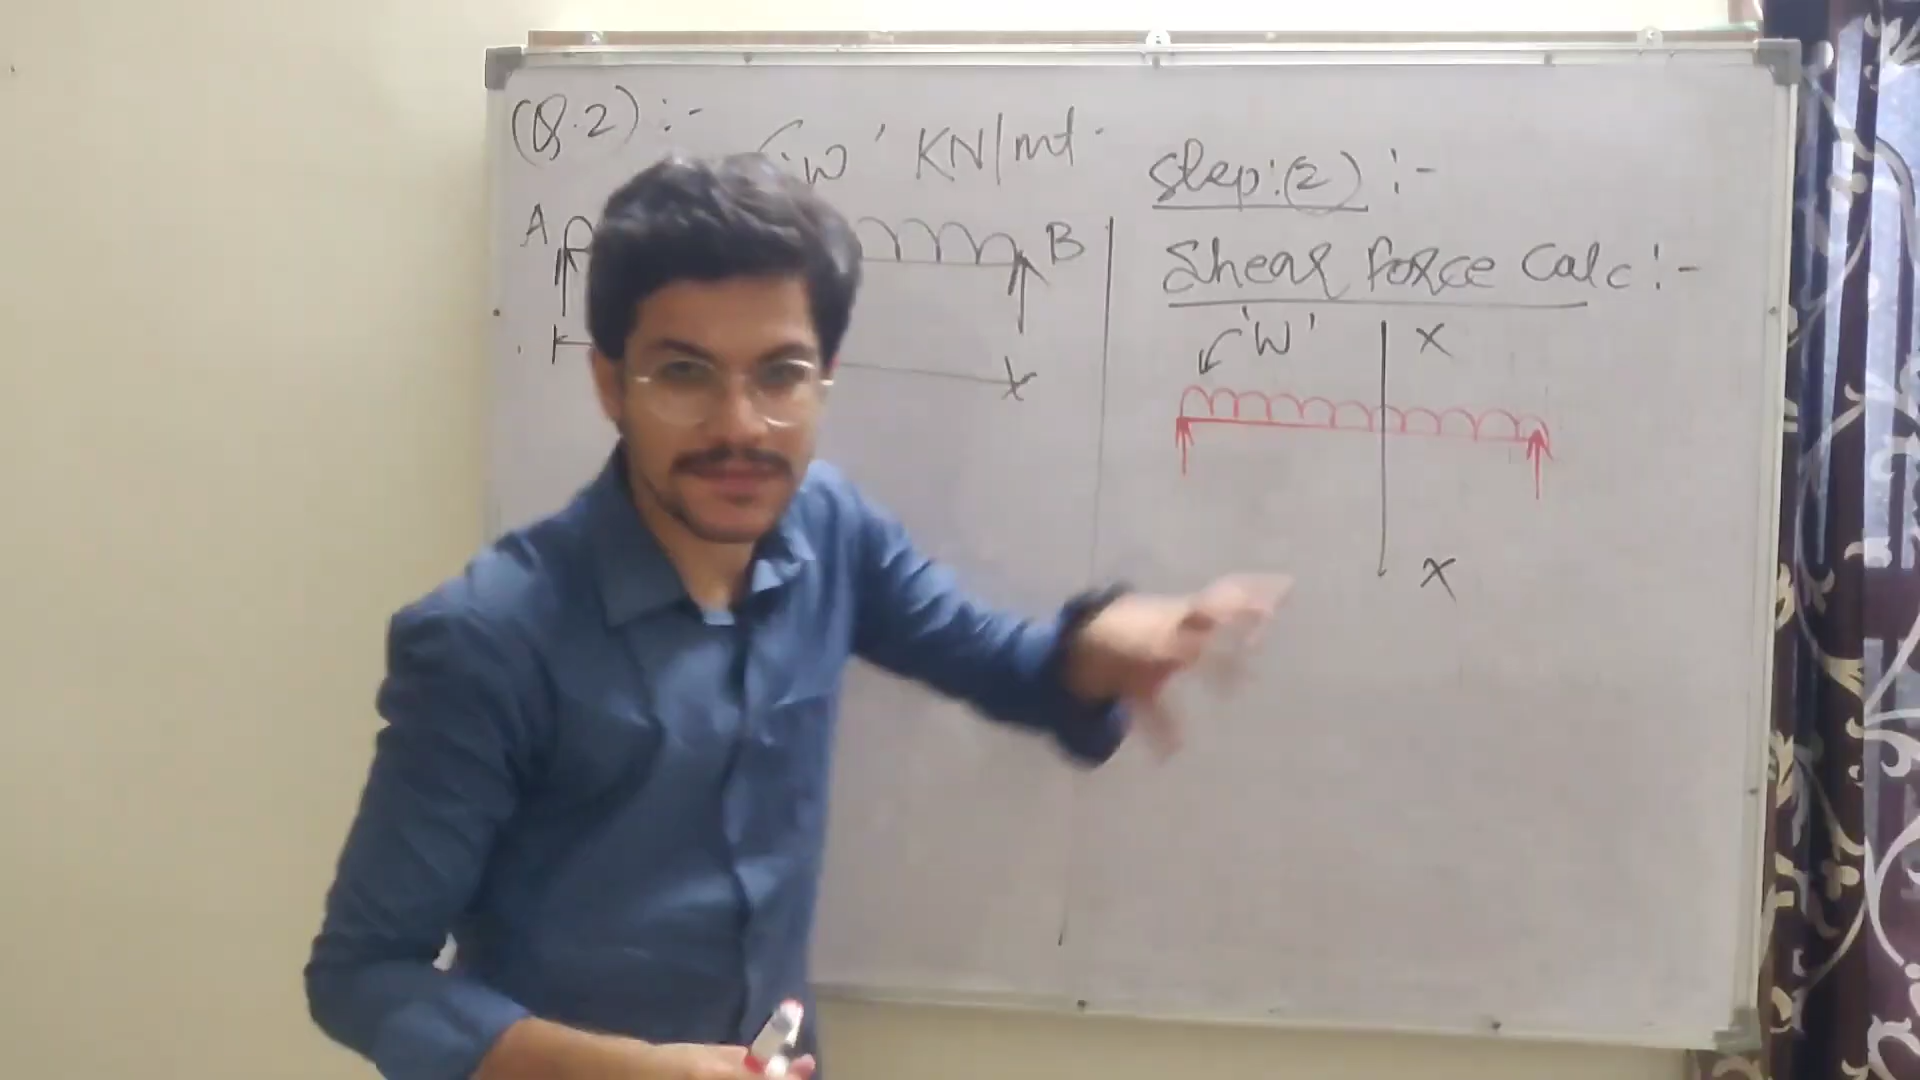 (Q.2) :-
'w' KN/mt.
A
B
Step:(2) :-
Shear force Calc :-
'w'
X
X